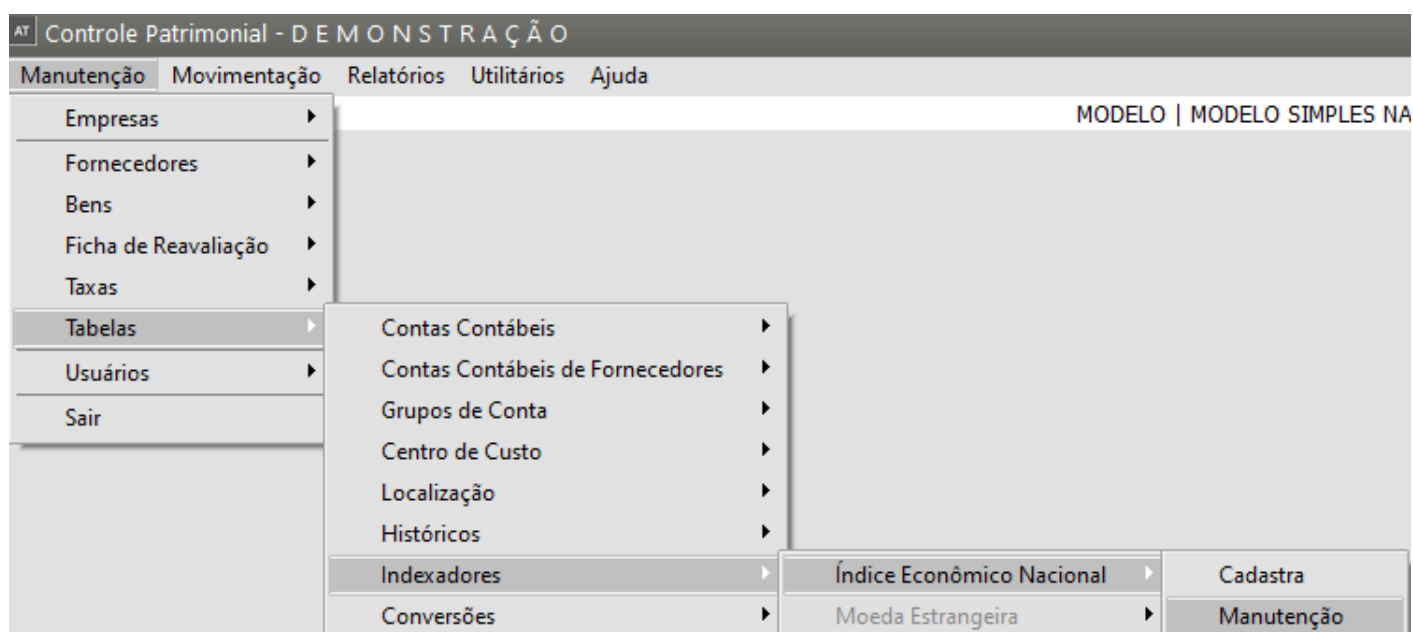 AT Controle Patrimonial - D E M O N S T R A Ç Ã O
Manutenção Movimentação Relatórios Utilitários Ajuda
MODELO | MODELO SIMPLES NA
Empresas
Fornecedores
Bens
Ficha de Reavaliação
Taxas
Tabelas
Usuários
Sair
Contas Contábeis
Contas Contábeis de Fornecedores
Grupos de Conta
Centro de Custo
Localização
Históricos
Indexadores
Conversões
Índice Econômico Nacional
Moeda Estrangeira
Cadastra
Manutenção